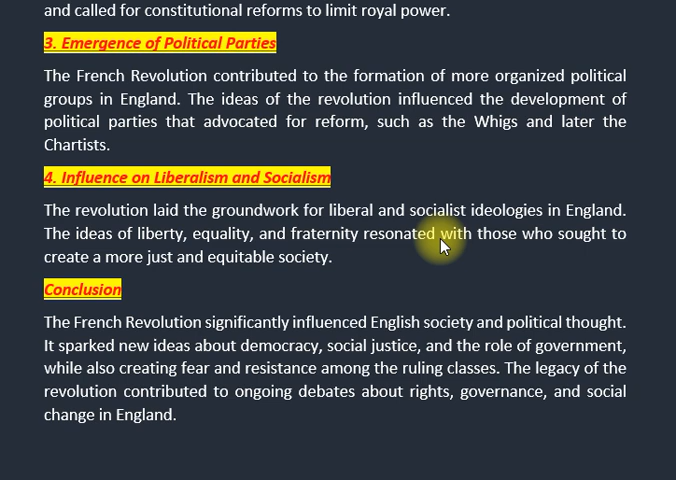 and called for constitutional reforms to limit royal power.
3. Emergence of Political Parties
The French Revolution contributed to the formation of more organized political
groups in England. The ideas of the revolution influenced the development of
political parties that advocated for reform, such as the Whigs and later the
Chartists.
4. Influence on Liberalism and Socialism
The revolution laid the groundwork for liberal and socialist ideologies in England.
The ideas of liberty, equality, and fraternity resonated with those who sought to
create a more just and equitable society.
Conclusion
The French Revolution significantly influenced English society and political thought.
It sparked new ideas about democracy, social justice, and the role of government,
while also creating fear and resistance among the ruling classes. The legacy of the
revolution contributed to ongoing debates about rights, governance, and social
change in England.